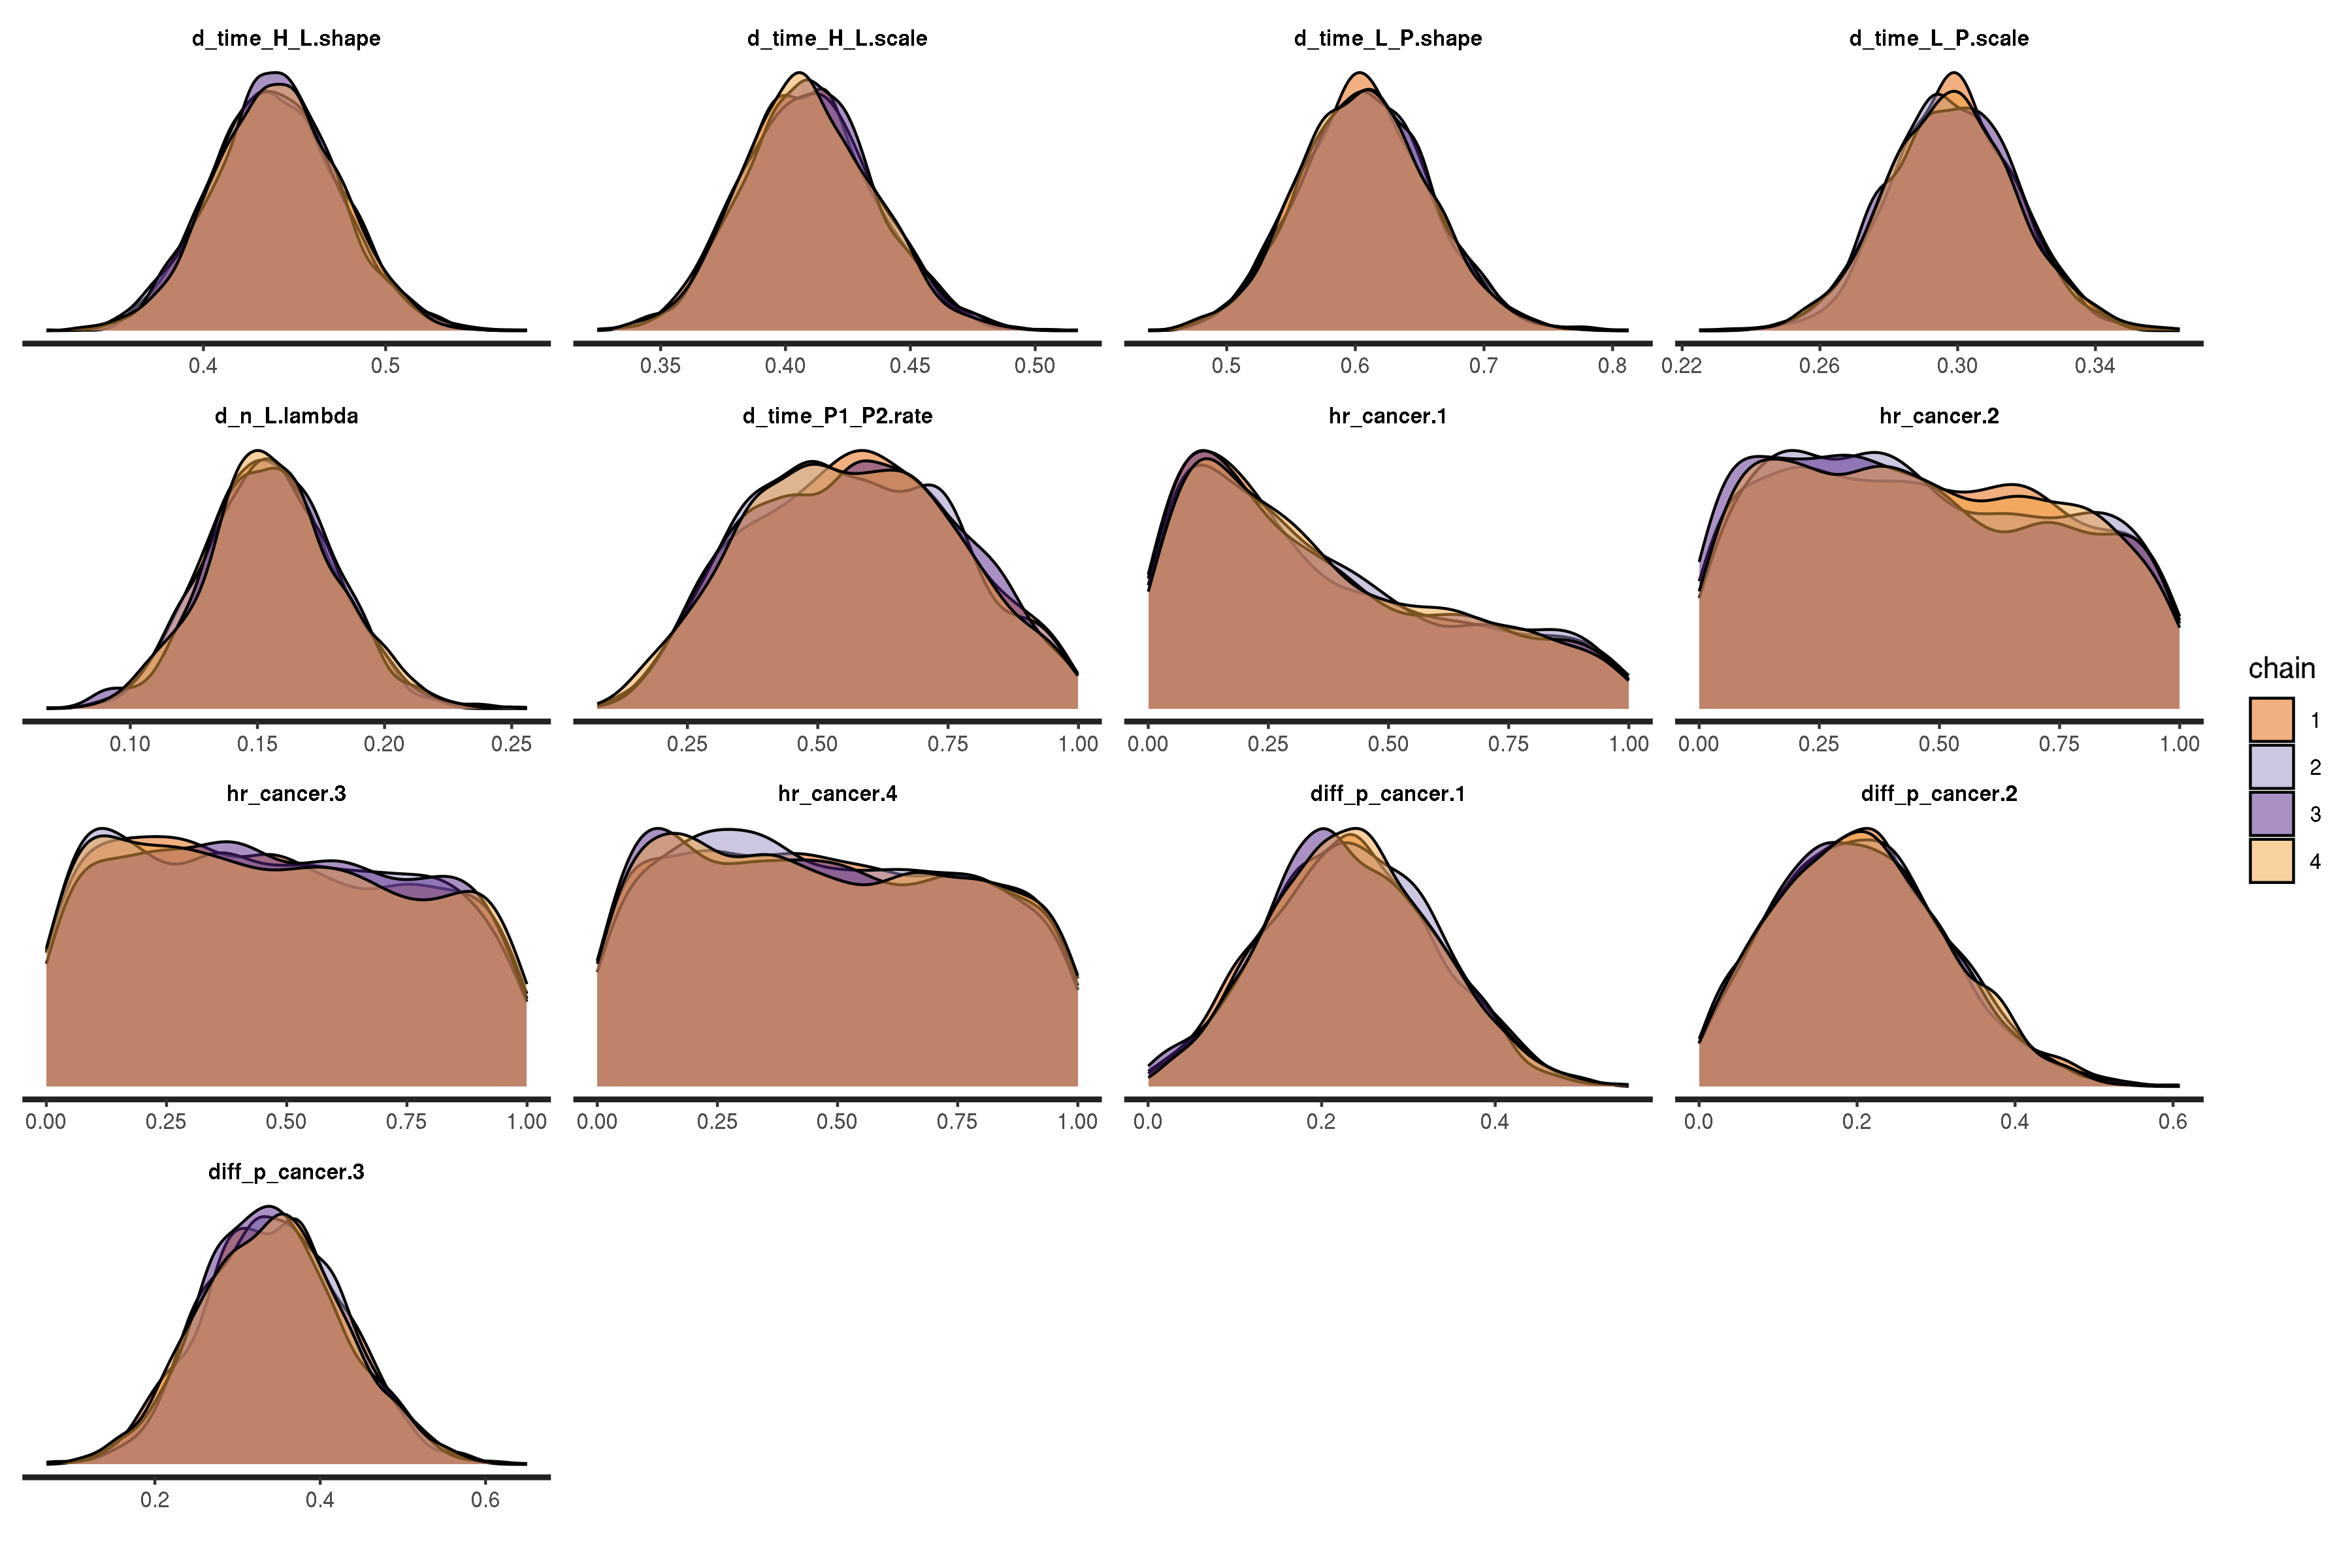 d_time_H_L.shape d_time_H_L.scale d_time_L_P.shape d_time_L_P.scale
0.4 0.5 0.35 0.40 0.45 0.50 0.5 0.6 0.7 0.8 0.22 0.26 0.30 0.34
d_n_L.lambda d_time_P1_P2.rate hr_cancer.1 hr_cancer.2
chain
1
0.10 0.15 0.20 0.25 0.25 0.50 0.75 1.00 0.00 0.25 0.50 0.75 1.00 0.00 0.25 0.50 0.75 1.00
2
hr_cancer.3 hr_cancer.4 diff_p_cancer.1 diff_p_cancer.2
3
4
0.00 0.25 0.50 0.75 1.00 0.00 0.25 0.50 0.75 1.00 0.0 0.2 0.4 0.0 0.2 0.4 0.6
diff_p_cancer.3
0.2 0.4 0.6